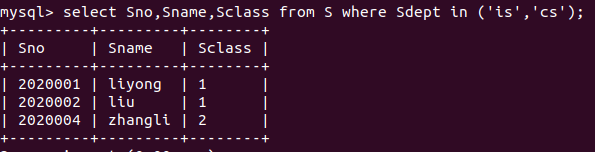 mysql> select Sno,Sname,Sclass from S where Sdept in ('is','cs');
+---------+---------+--------+
| Sno     | Sname   | Sclass |
+---------+---------+--------+
| 2020001 | liyong  | 1      |
| 2020002 | liu     | 1      |
| 2020004 | zhangli | 2      |
+---------+---------+--------+